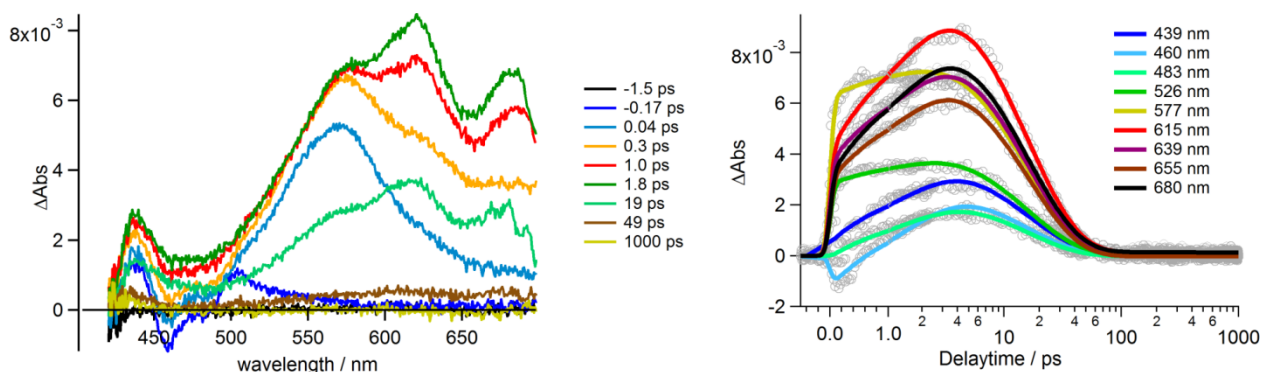 8x10⁻³
6
4
2
0
ΔAbs
450 500 550 600 650
wavelength / nm
-1.5 ps
-0.17 ps
0.04 ps
0.3 ps
1.0 ps
1.8 ps
19 ps
49 ps
1000 ps
8x10⁻³
6
4
2
0
-2
ΔAbs
0.0 1.0 2 4 6 10 2 4 6 100 2 4 6 1000
Delaytime / ps
439 nm
460 nm
483 nm
526 nm
577 nm
615 nm
639 nm
655 nm
680 nm